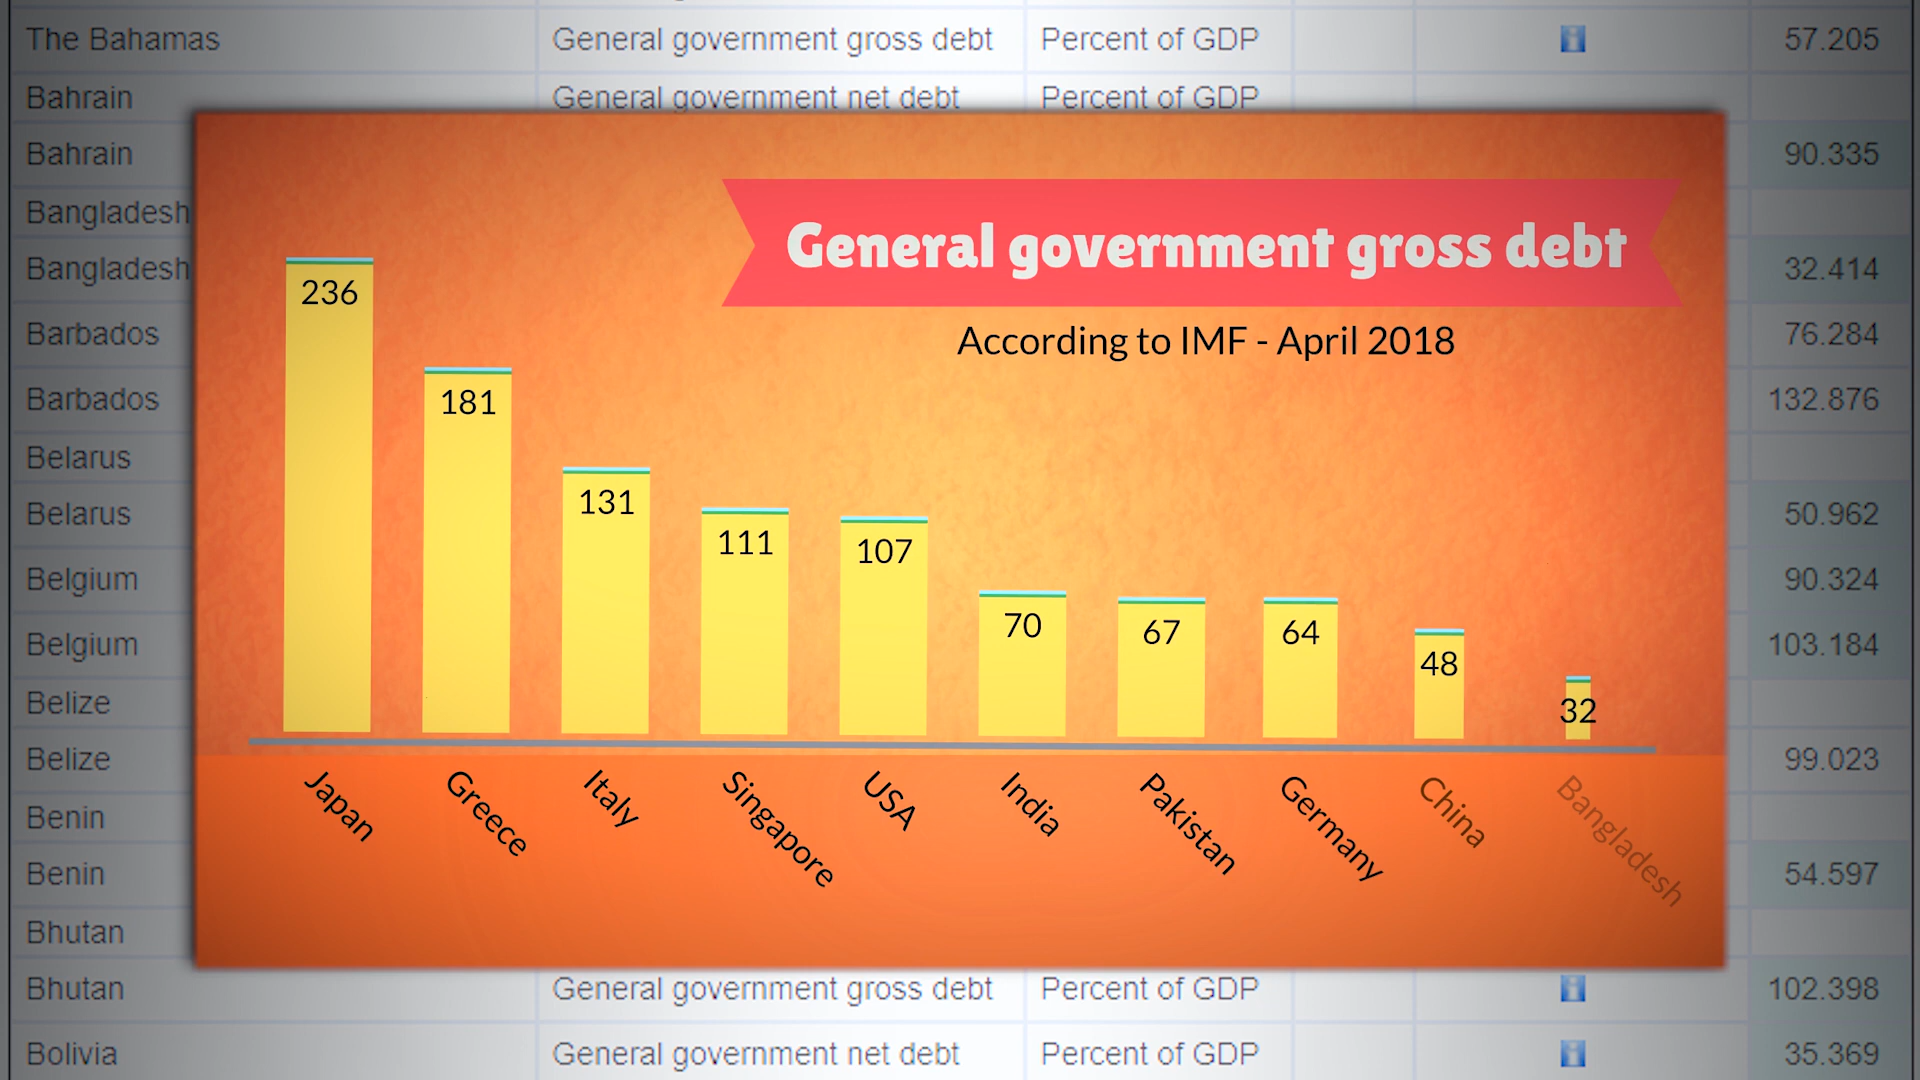 The Bahamas General government gross debt Percent of GDP 57.205
Bahrain General government net debt Percent of GDP
Bahrain 90.335
Bangladesh
Bangladesh 32.414
Barbados 76.284
Barbados 132.876
Belarus
Belarus 50.962
Belgium 90.324
Belgium 103.184
Belize
Belize 99.023
Benin
Benin 54.597
Bhutan
Bhutan General government gross debt Percent of GDP 102.398
Bolivia General government net debt Percent of GDP 35.369
General government gross debt
According to IMF - April 2018
236
181
131
111
107
70
67
64
48
32
Japan
Greece
Italy
Singapore
USA
India
Pakistan
Germany
China
Bangladesh